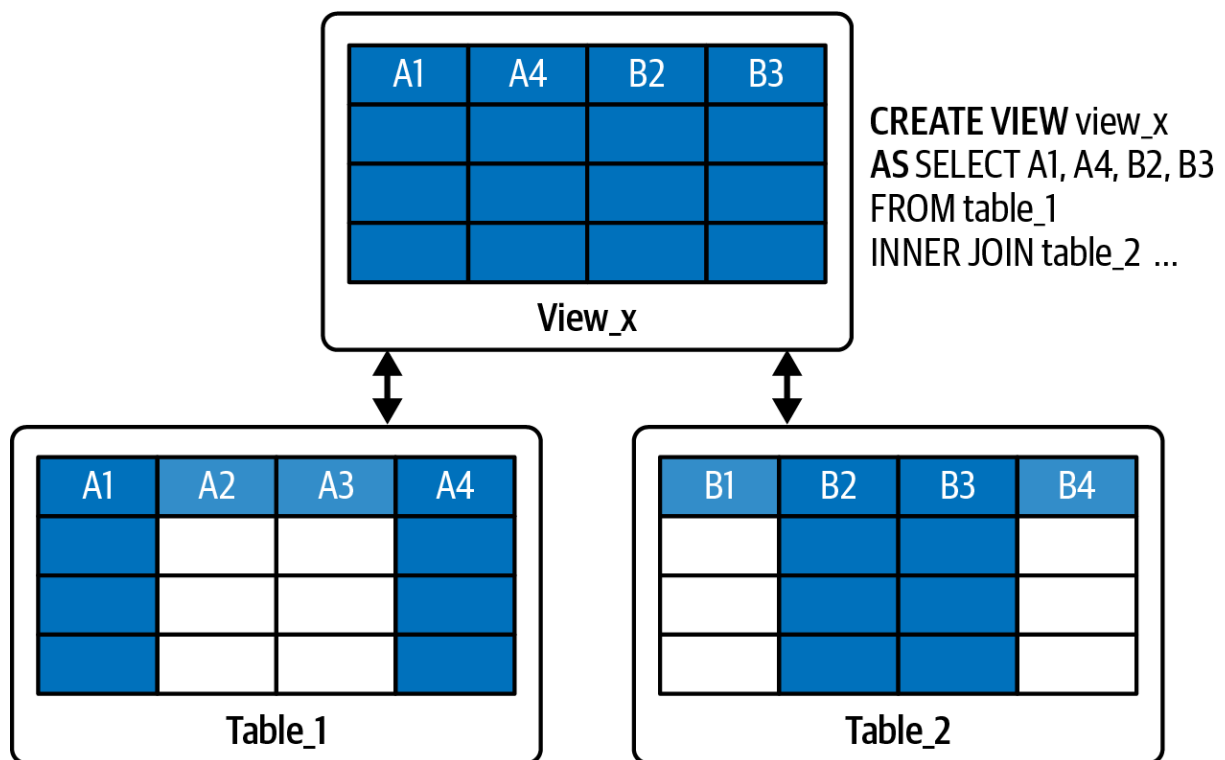 A1 A4 B2 B3
View_x
CREATE VIEW view_x
AS SELECT A1, A4, B2, B3
FROM table_1
INNER JOIN table_2 ...
A1 A2 A3 A4
Table_1
B1 B2 B3 B4
Table_2